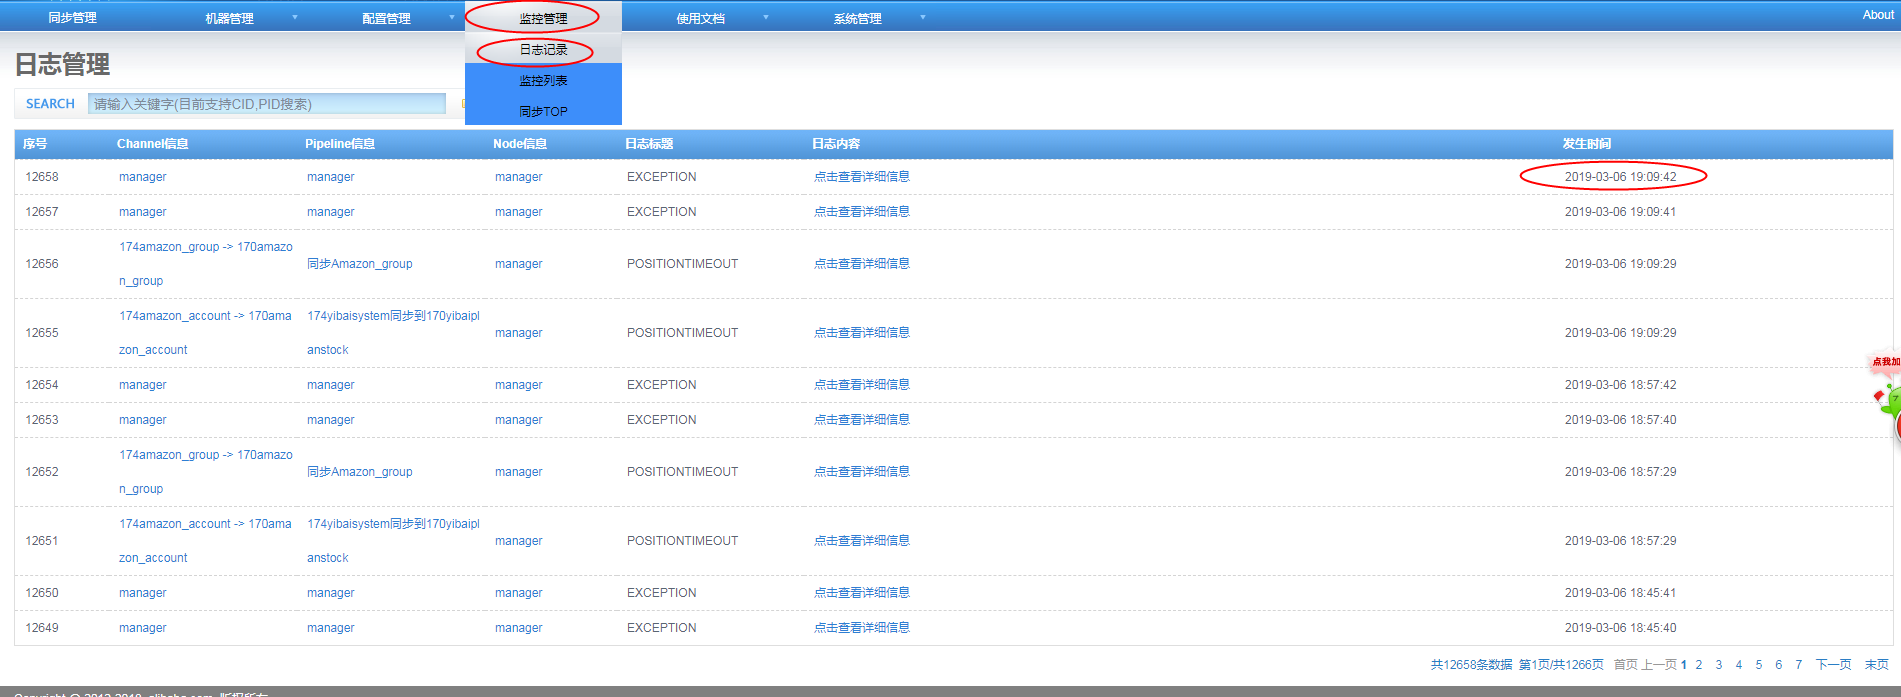 同步管理 机器管理 配置管理 监控管理 使用文档 系统管理 About
日志记录
监控列表
同步TOP
日志管理
SEARCH 请输入关键字(目前支持CID,PID搜索)
序号 Channel信息 Pipeline信息 Node信息 日志标题 日志内容 发生时间
12658 manager manager manager EXCEPTION 点击查看详细信息 2019-03-06 19:09:42
12657 manager manager manager EXCEPTION 点击查看详细信息 2019-03-06 19:09:41
174amazon_group -> 170amazo
12656 同步Amazon_group manager POSITIONTIMEOUT 点击查看详细信息 2019-03-06 19:09:29
n_group
174amazon_account -> 170ama 174yibaisystem同步到170yibaipl
12655 manager POSITIONTIMEOUT 点击查看详细信息 2019-03-06 19:09:29
zon_account anstock
12654 manager manager manager EXCEPTION 点击查看详细信息 2019-03-06 18:57:42
12653 manager manager manager EXCEPTION 点击查看详细信息 2019-03-06 18:57:40
174amazon_group -> 170amazo
12652 同步Amazon_group manager POSITIONTIMEOUT 点击查看详细信息 2019-03-06 18:57:29
n_group
174amazon_account -> 170ama 174yibaisystem同步到170yibaipl
12651 manager POSITIONTIMEOUT 点击查看详细信息 2019-03-06 18:57:29
zon_account anstock
12650 manager manager manager EXCEPTION 点击查看详细信息 2019-03-06 18:45:41
12649 manager manager manager EXCEPTION 点击查看详细信息 2019-03-06 18:45:40
点我加
共12658条数据 第1页/共1266页 首页 上一页 1 2 3 4 5 6 7 下一页 末页